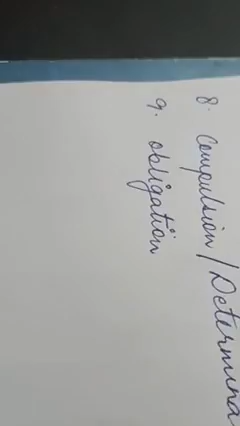 8. Compulsion / Determina
9. obligation